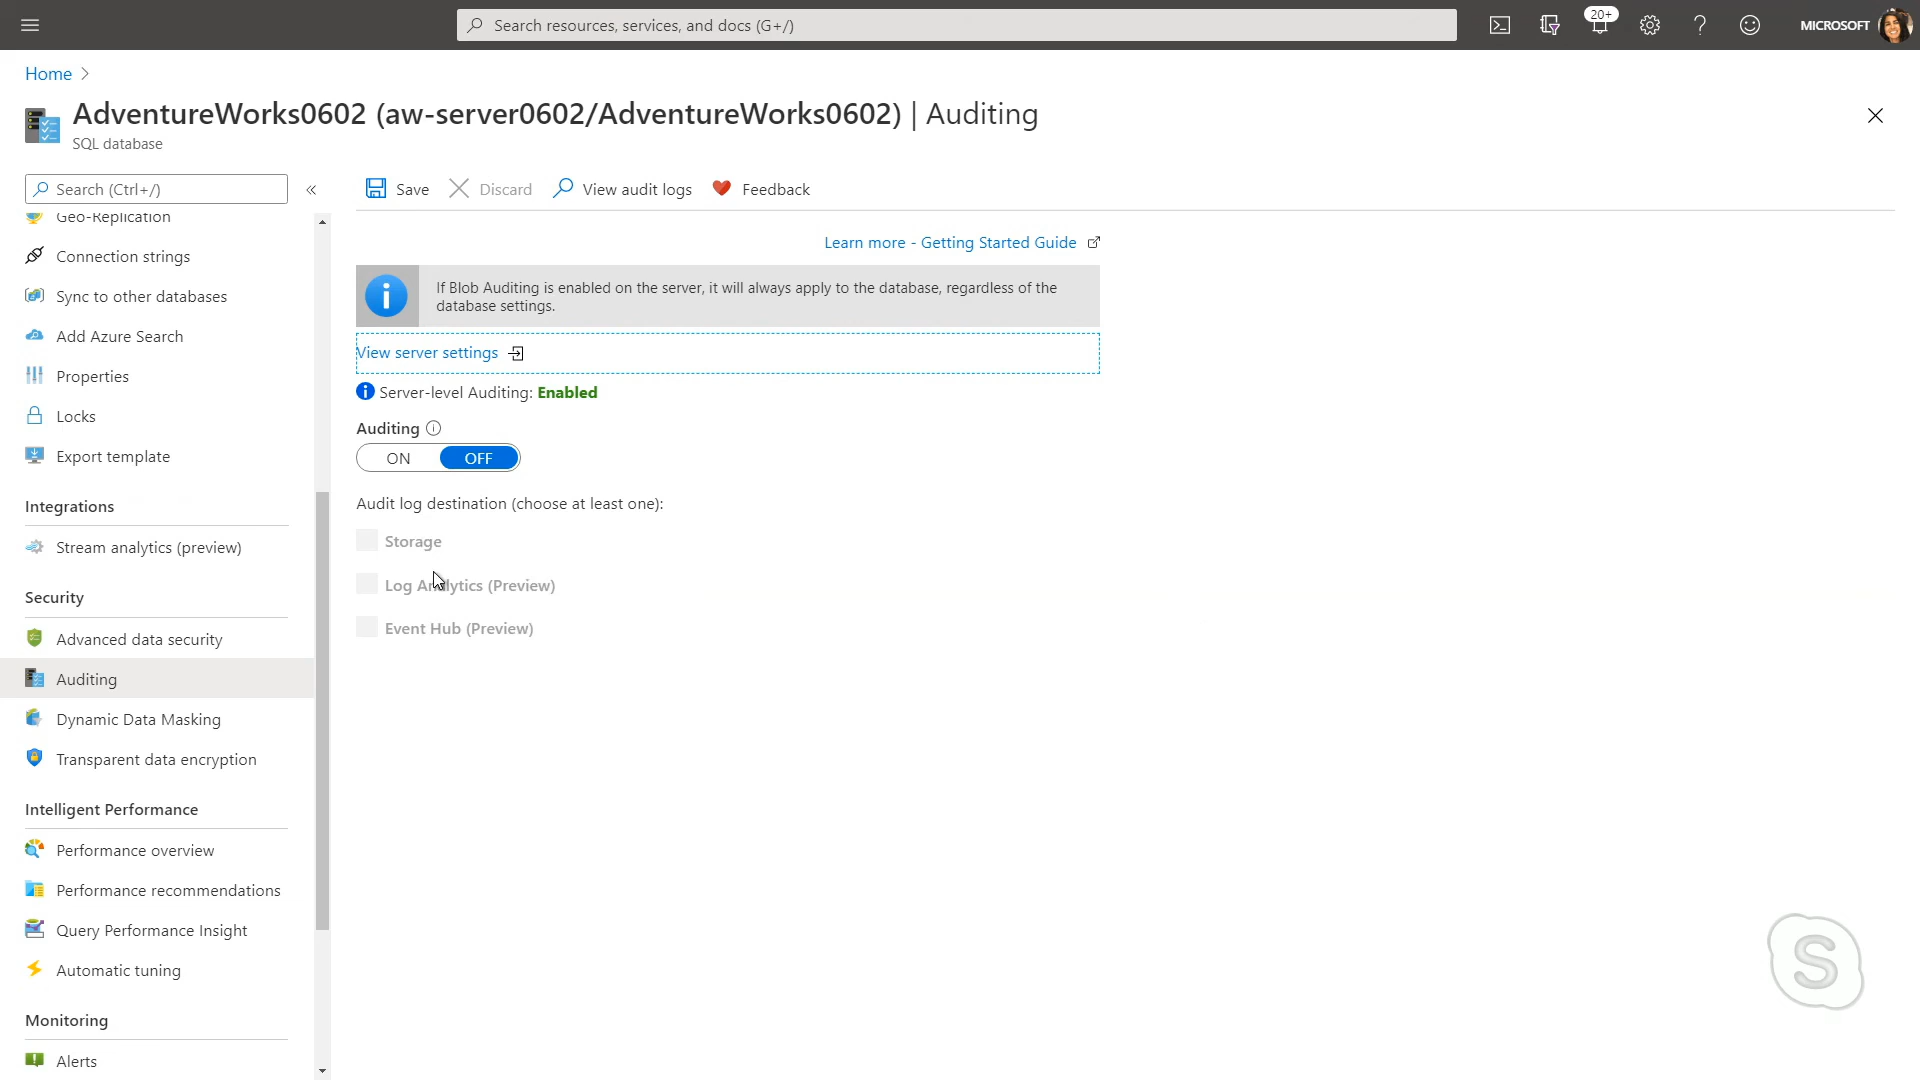 Search resources, services, and docs (G+/)
20+
MICROSOFT
Home
AdventureWorks0602 (aw-server0602/AdventureWorks0602) | Auditing
SQL database
Search (Ctrl+/)
«
Save
Discard
View audit logs
Feedback
Geo-Replication
Connection strings
Sync to other databases
Add Azure Search
Properties
Locks
Export template
Integrations
Stream analytics (preview)
Security
Advanced data security
Auditing
Dynamic Data Masking
Transparent data encryption
Intelligent Performance
Performance overview
Performance recommendations
Query Performance Insight
Automatic tuning
Monitoring
Alerts
Learn more - Getting Started Guide
If Blob Auditing is enabled on the server, it will always apply to the database, regardless of the
database settings.
View server settings
Server-level Auditing: Enabled
Auditing
ON OFF
Audit log destination (choose at least one):
Storage
Log Analytics (Preview)
Event Hub (Preview)
S